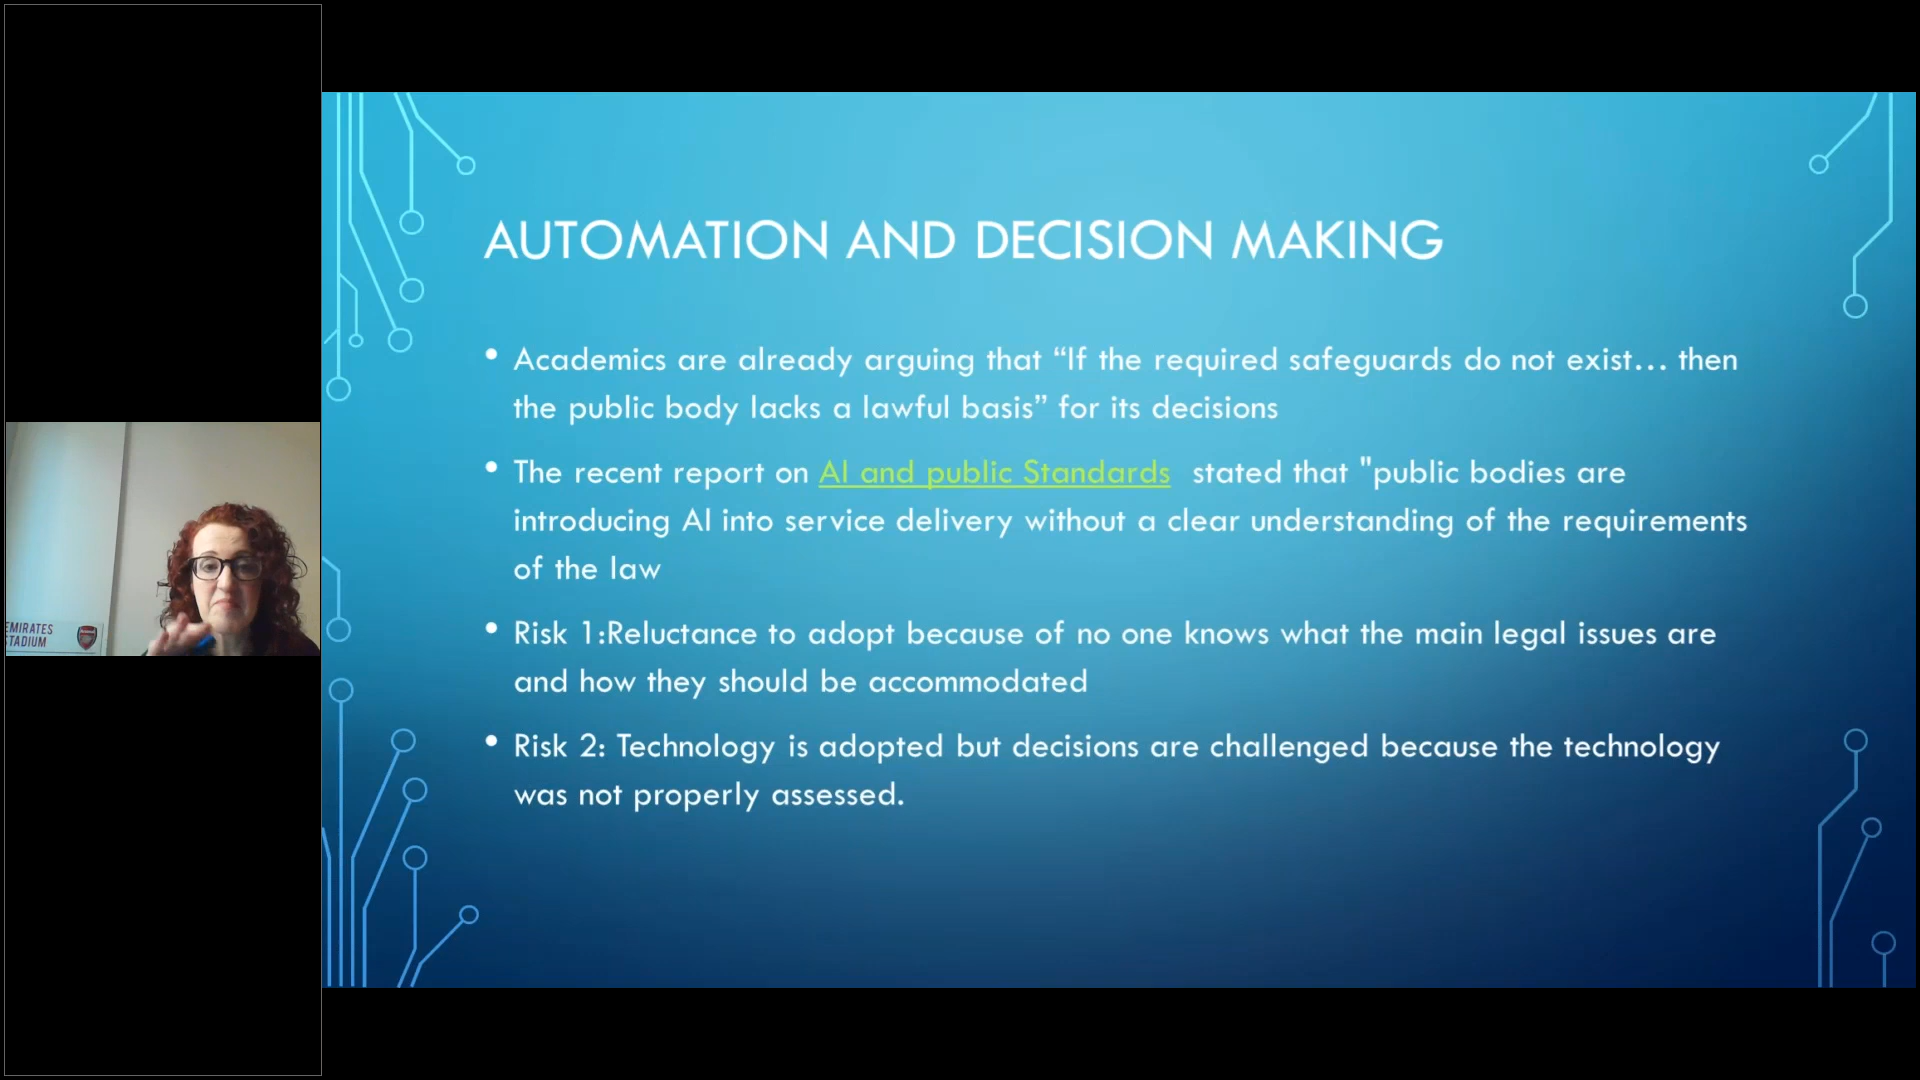 AUTOMATION AND DECISION MAKING
• Academics are already arguing that “If the required safeguards do not exist… then
the public body lacks a lawful basis” for its decisions
• The recent report on AI and public Standards stated that "public bodies are
introducing AI into service delivery without a clear understanding of the requirements
of the law
• Risk 1:Reluctance to adopt because of no one knows what the main legal issues are
and how they should be accommodated
• Risk 2: Technology is adopted but decisions are challenged because the technology
was not properly assessed.
EMIRATES
STADIUM